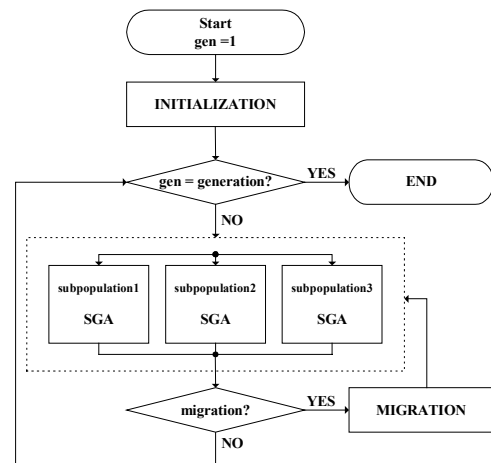 Start
gen =1
INITIALIZATION
gen = generation?
YES
END
NO
subpopulation1
SGA
subpopulation2
SGA
subpopulation3
SGA
migration?
YES
MIGRATION
NO